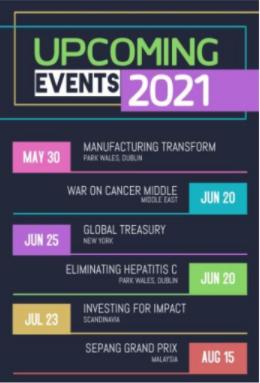 UPCOMING
EVENTS 2021
MAY 30
MANUFACTURING TRANSFORM
PARK WALES, DUBLIN
WAR ON CANCER MIDDLE
MIDDLE EAST
JUN 20
JUN 25
GLOBAL TREASURY
NEW YORK
ELIMINATING HEPATITIS C
PARK WALES, DUBLIN
JUN 20
JUL 23
INVESTING FOR IMPACT
SCANDINAVIA
SEPANG GRAND PRIX
MALAYSIA
AUG 15